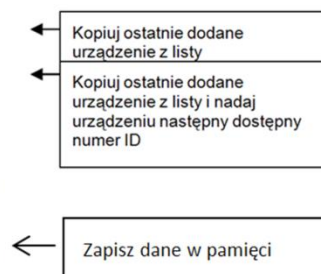 Kopiuj ostatnie dodane
urządzenie z listy
Kopiuj ostatnie dodane
urządzenie z listy i nadaj
urządzeniu następny dostępny
numer ID
Zapisz dane w pamięci